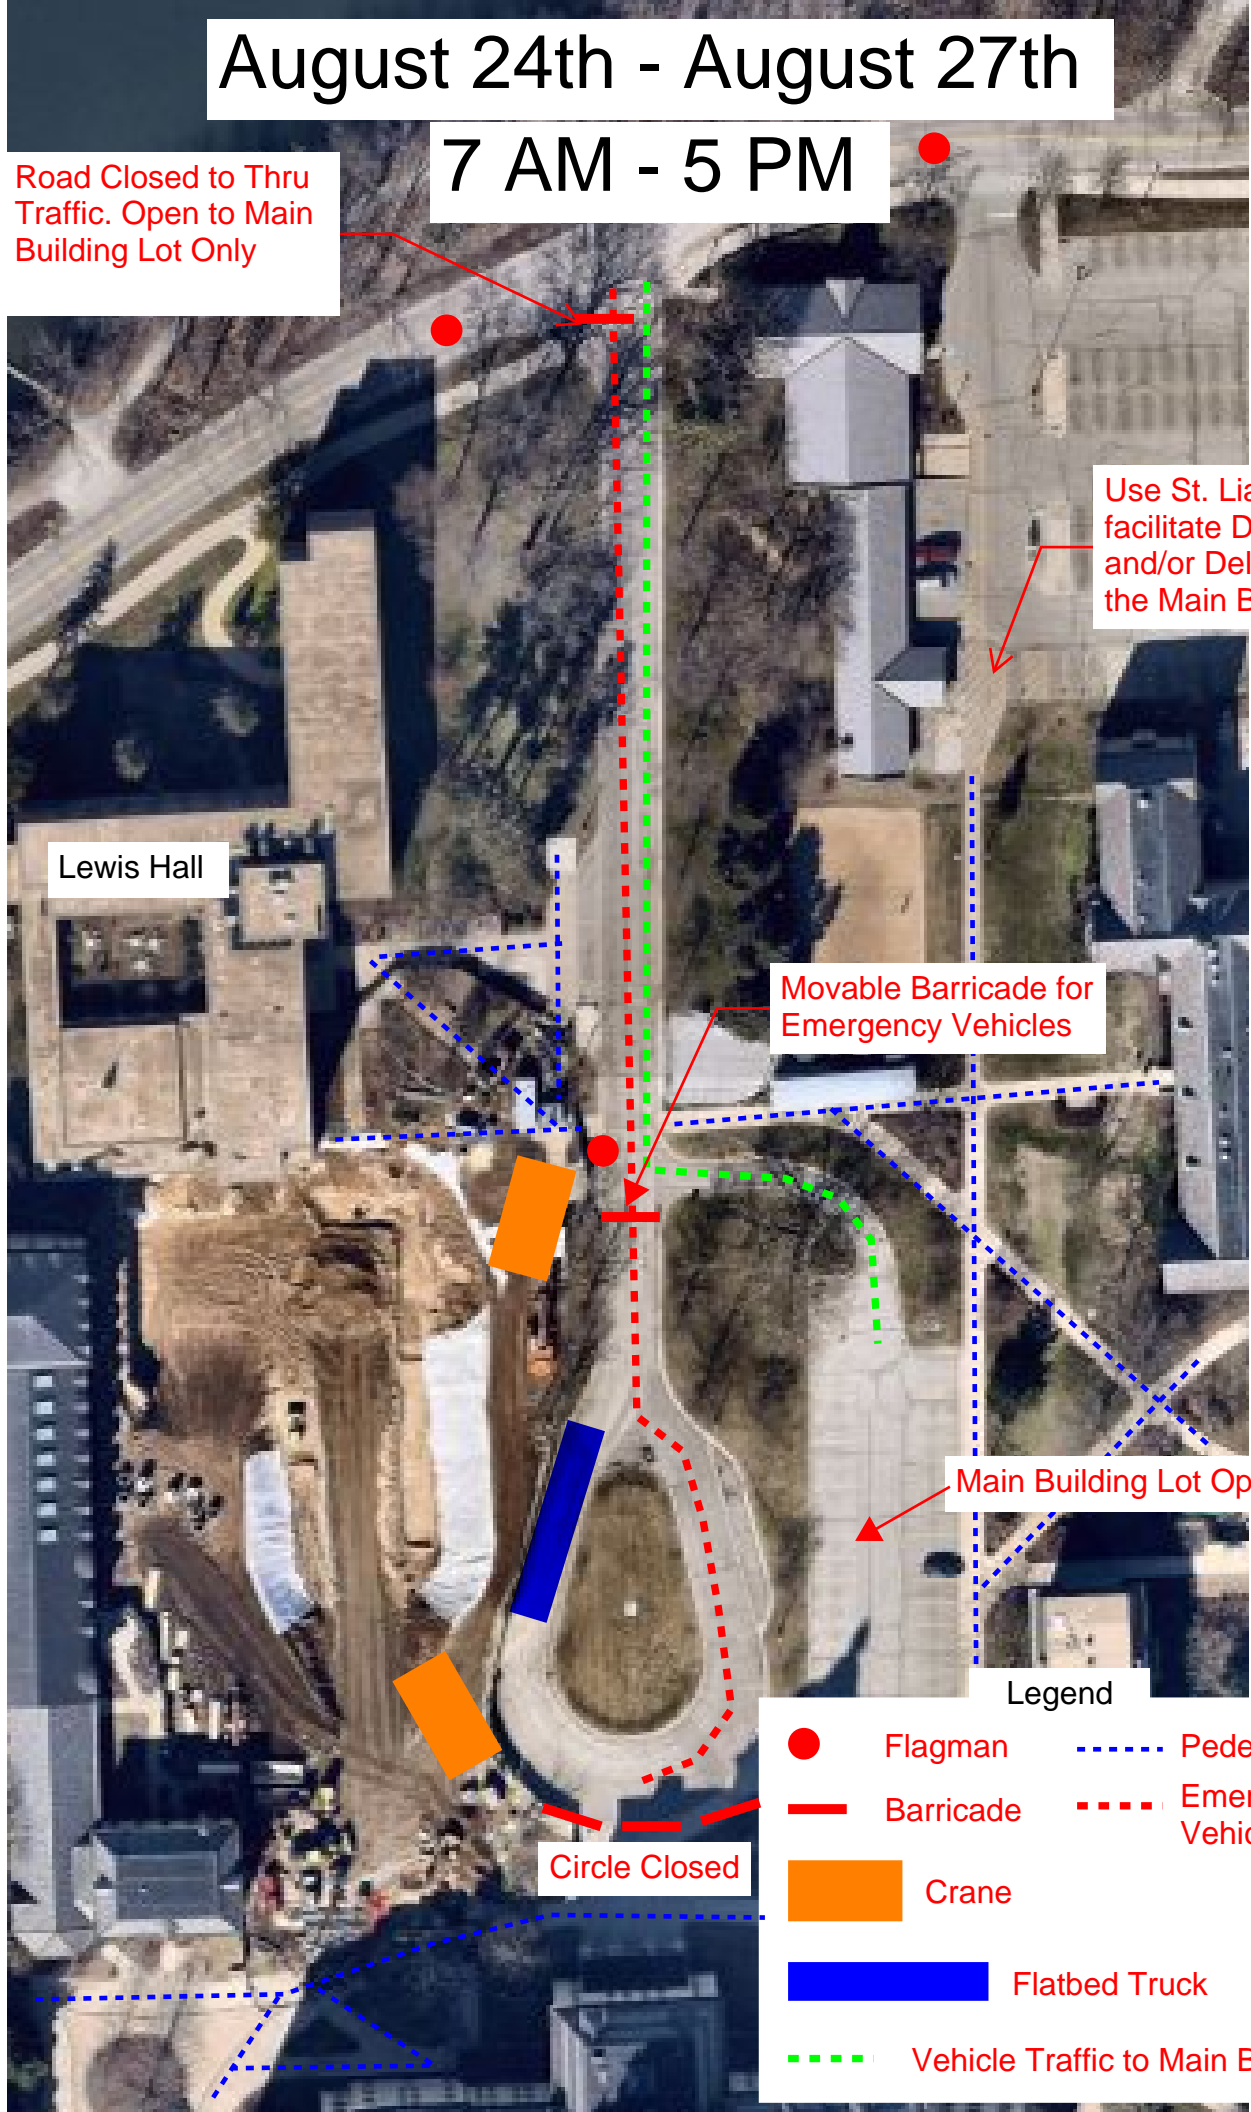 August 24th - August 27th
7 AM - 5 PM
Road Closed to Thru
Traffic. Open to Main
Building Lot Only
Use St. Lia
facilitate D
and/or Del
the Main B
Lewis Hall
Movable Barricade for
Emergency Vehicles
Main Building Lot Op
Legend
Flagman
Pede
Barricade
Emer
Vehic
Circle Closed
Crane
Flatbed Truck
Vehicle Traffic to Main B